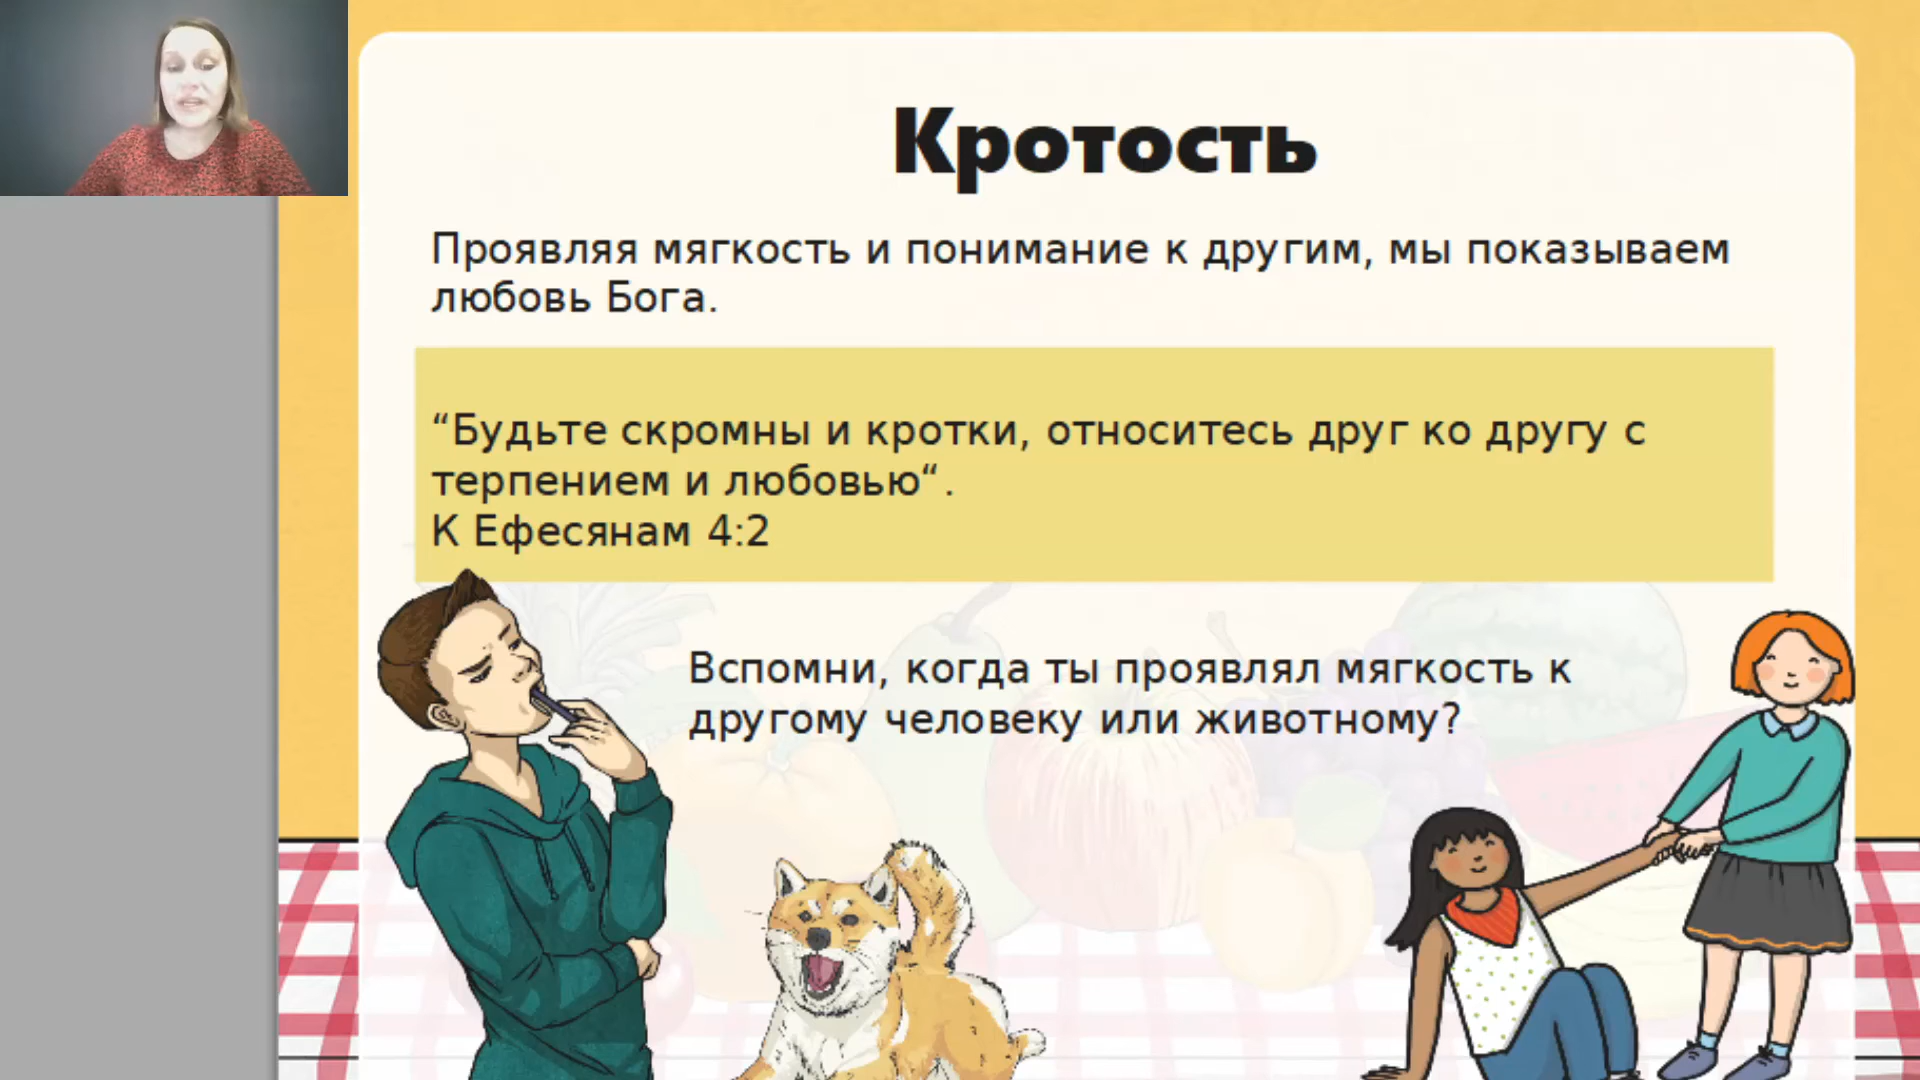 Кротость
Проявляя мягкость и понимание к другим, мы показываем
любовь Бога.
“Будьте скромны и кротки, относитесь друг ко другу с
терпением и любовью“.
К Ефесянам 4:2
Вспомни, когда ты проявлял мягкость к
другому человеку или животному?